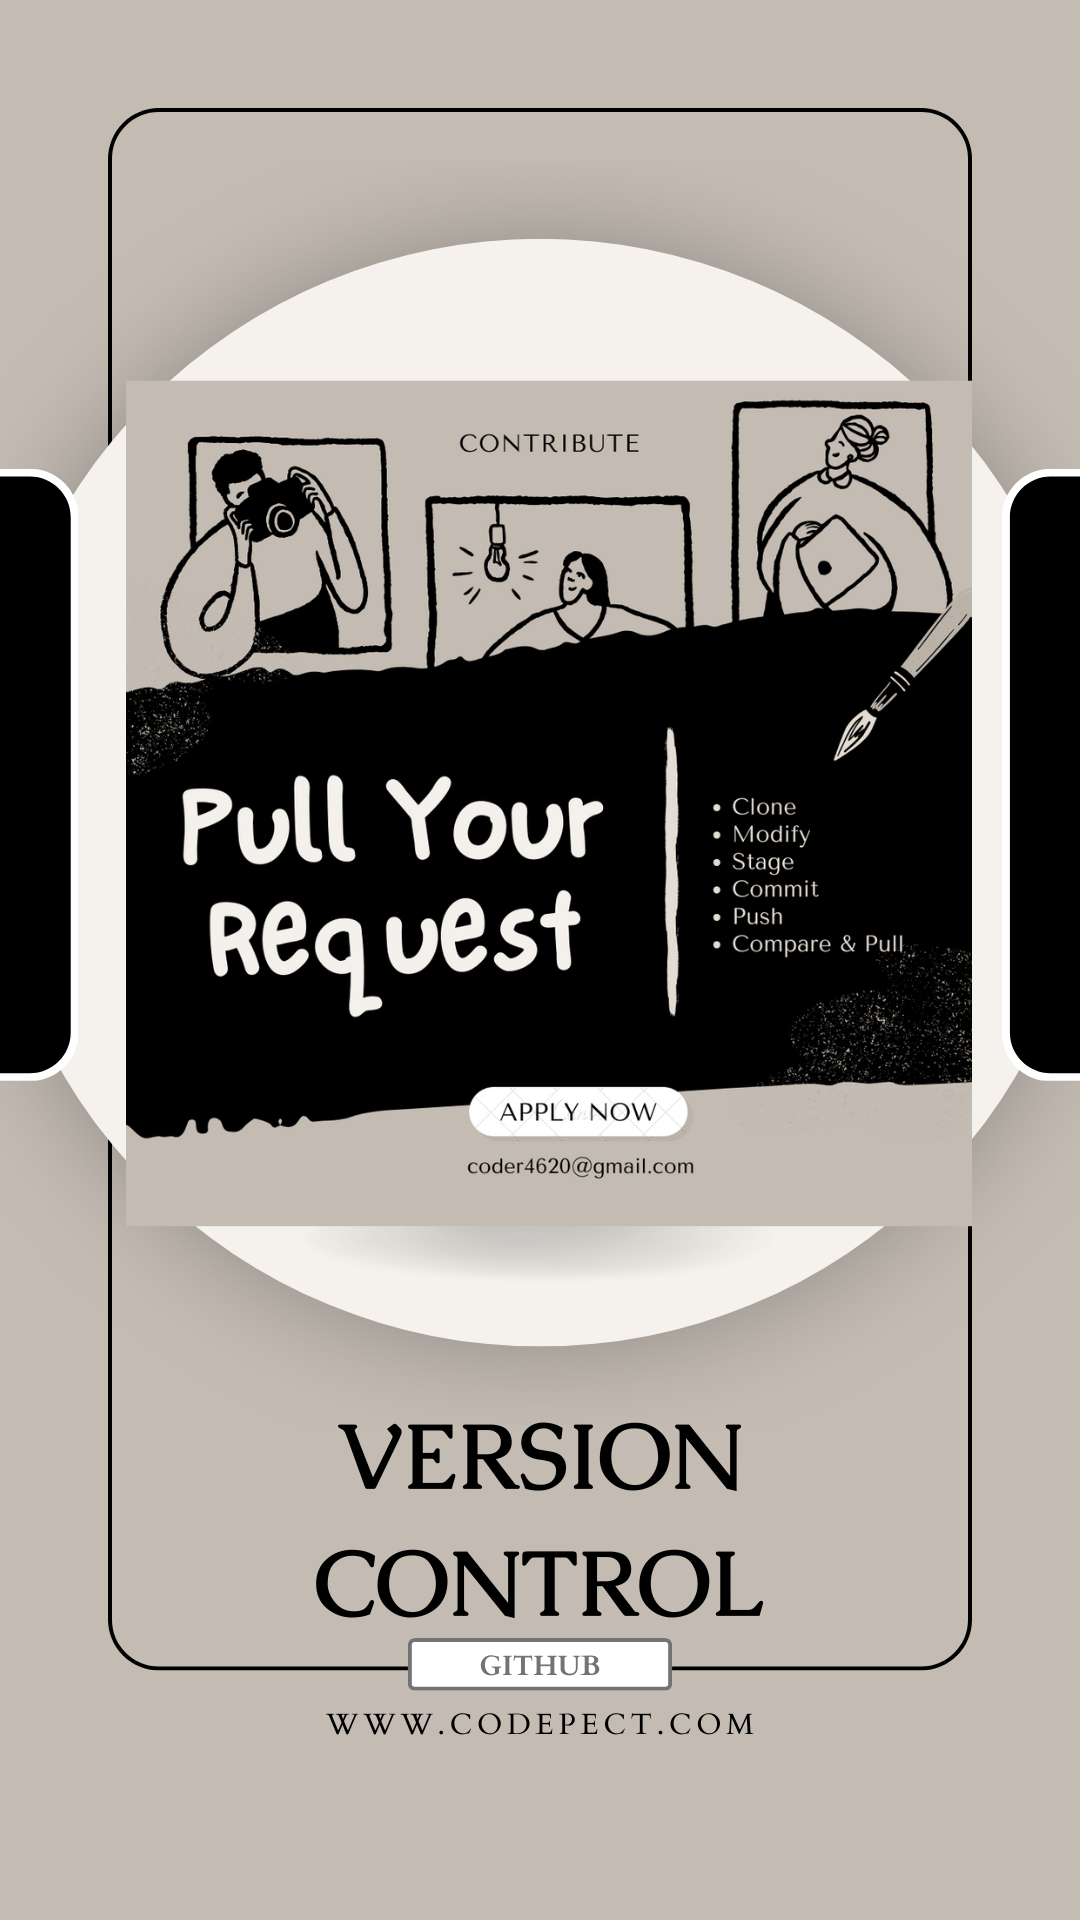 CONTRIBUTE
Pull Your
Request
• Clone
• Modify
• Stage
• Commit
• Push
• Compare & Pull
APPLY NOW
coder4620@gmail.com
VERSION
CONTROL
GITHUB
WWW.CODEPECT.COM